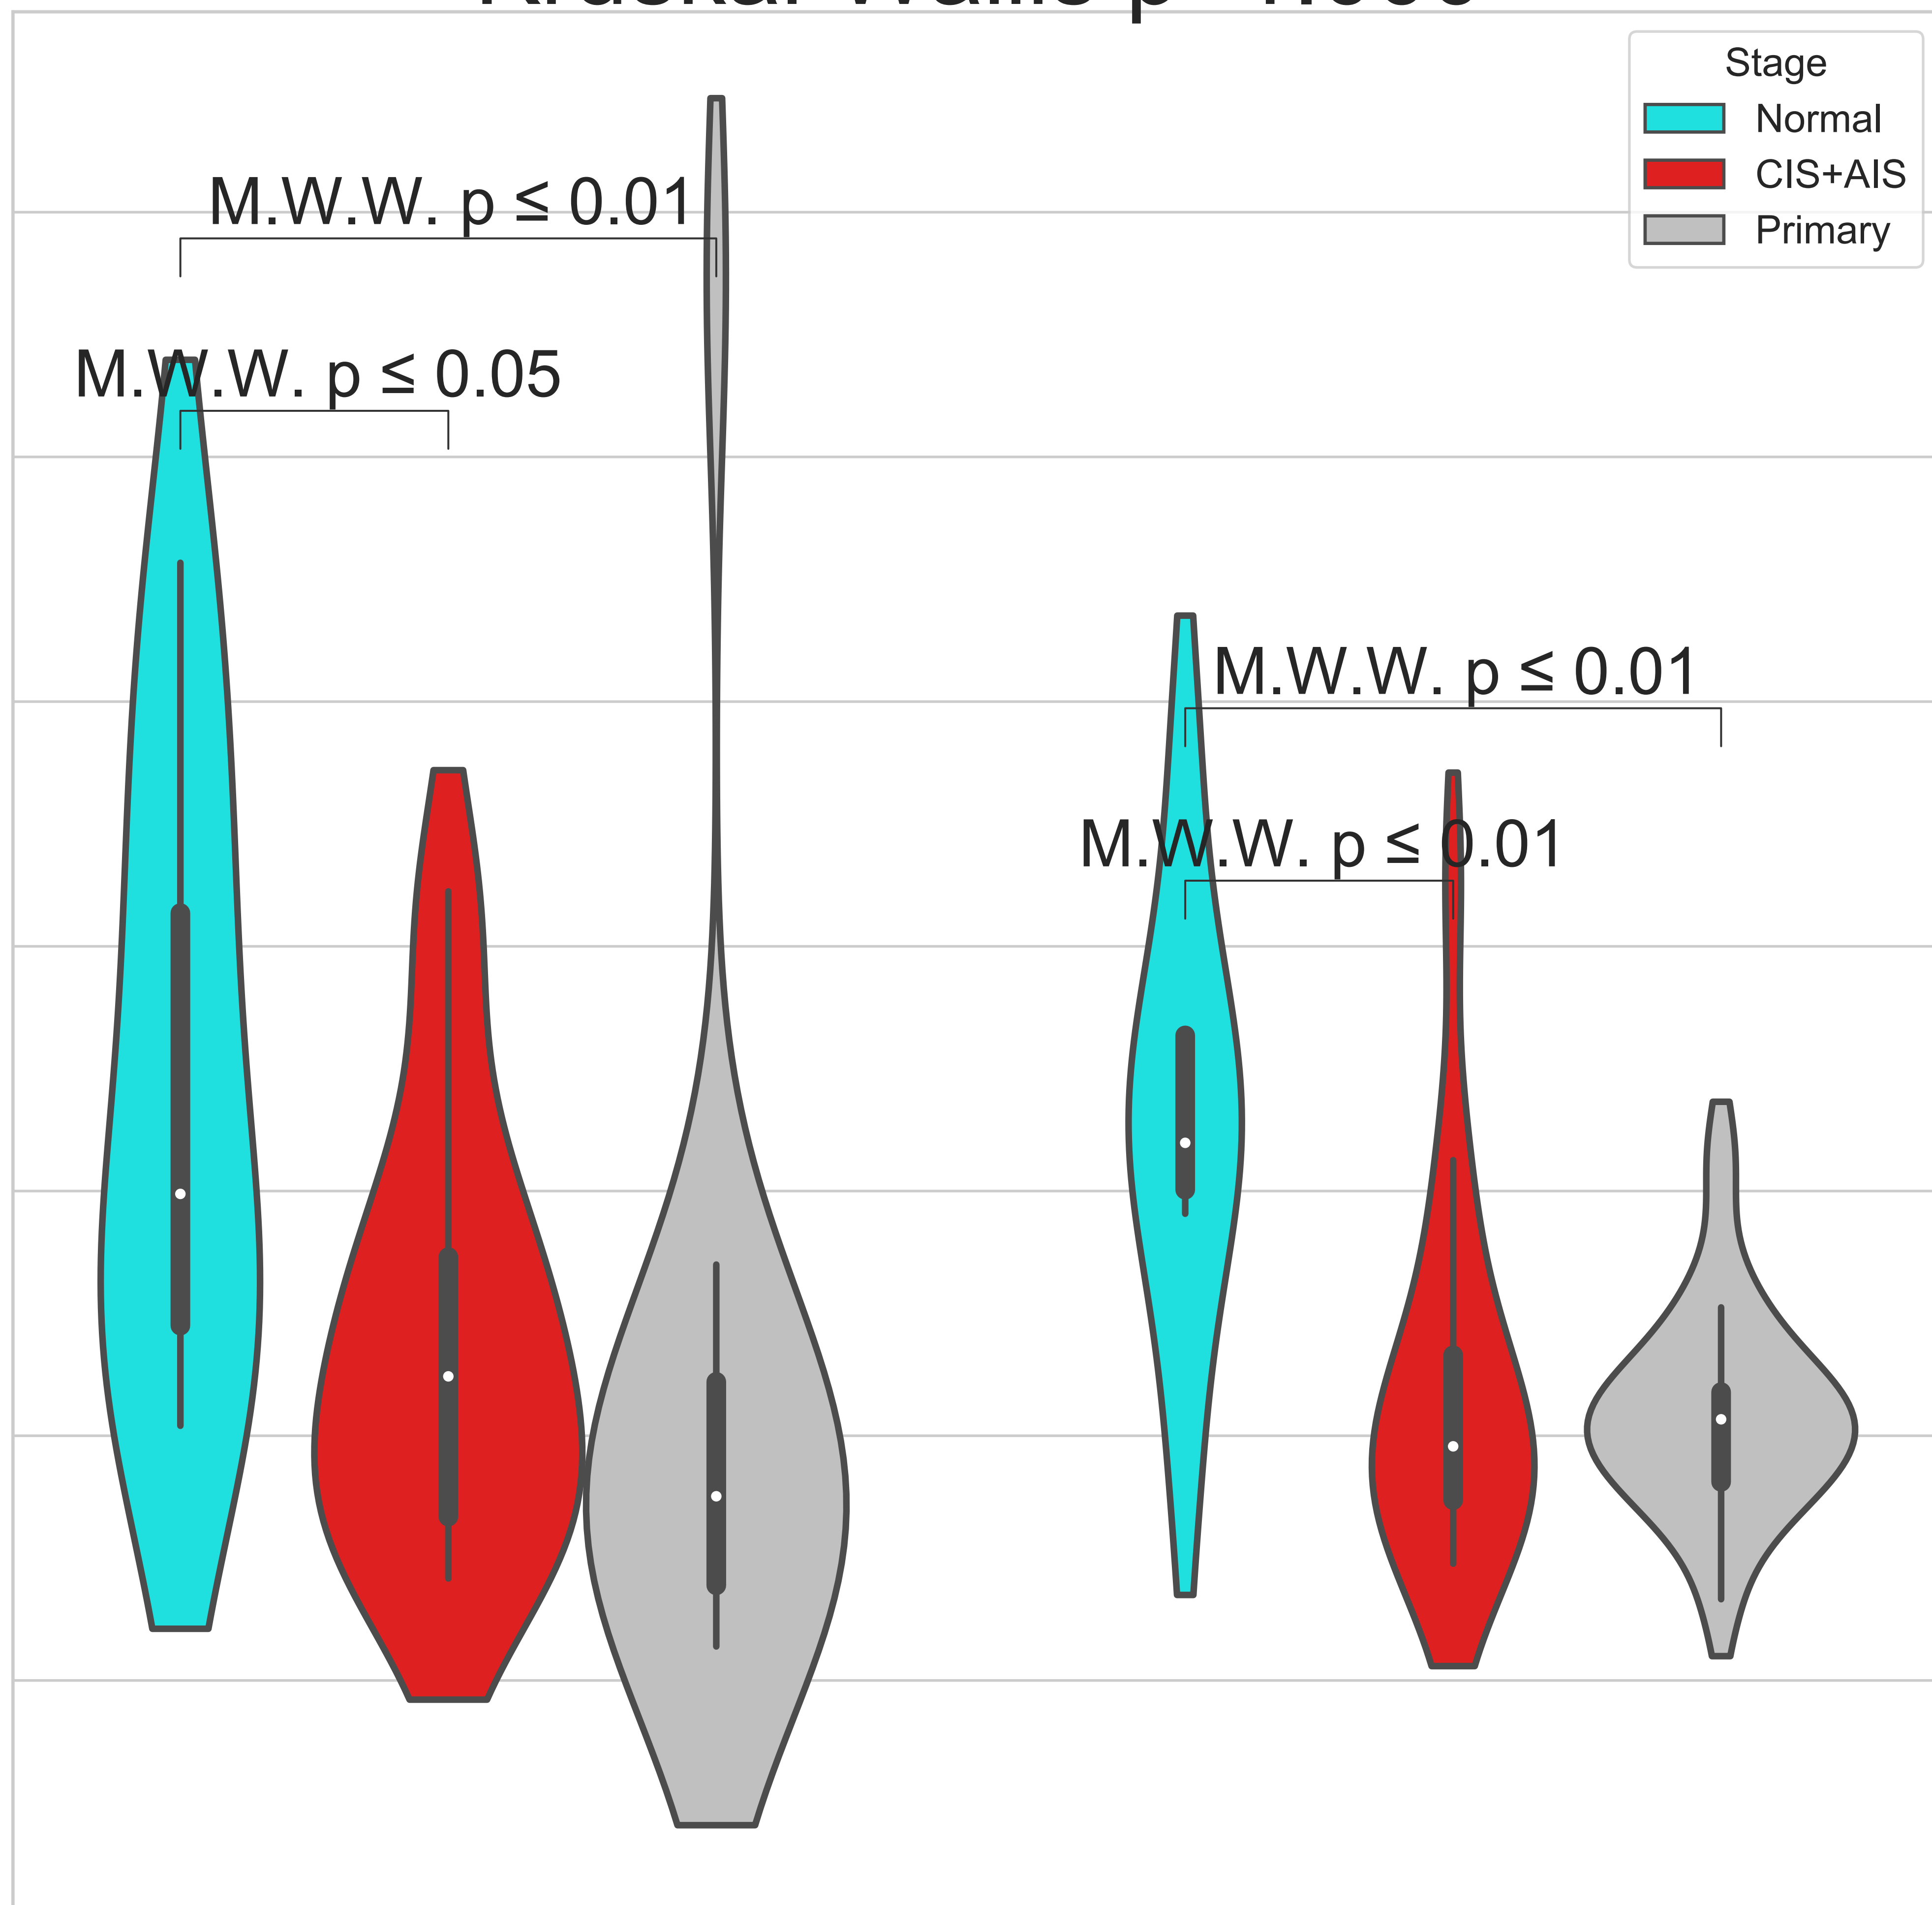 Stage
Normal
CIS+AIS
Primary
M.W.W. p ≤ 0.01
M.W.W. p ≤ 0.05
M.W.W. p ≤ 0.01
M.W.W. p ≤ 0.01